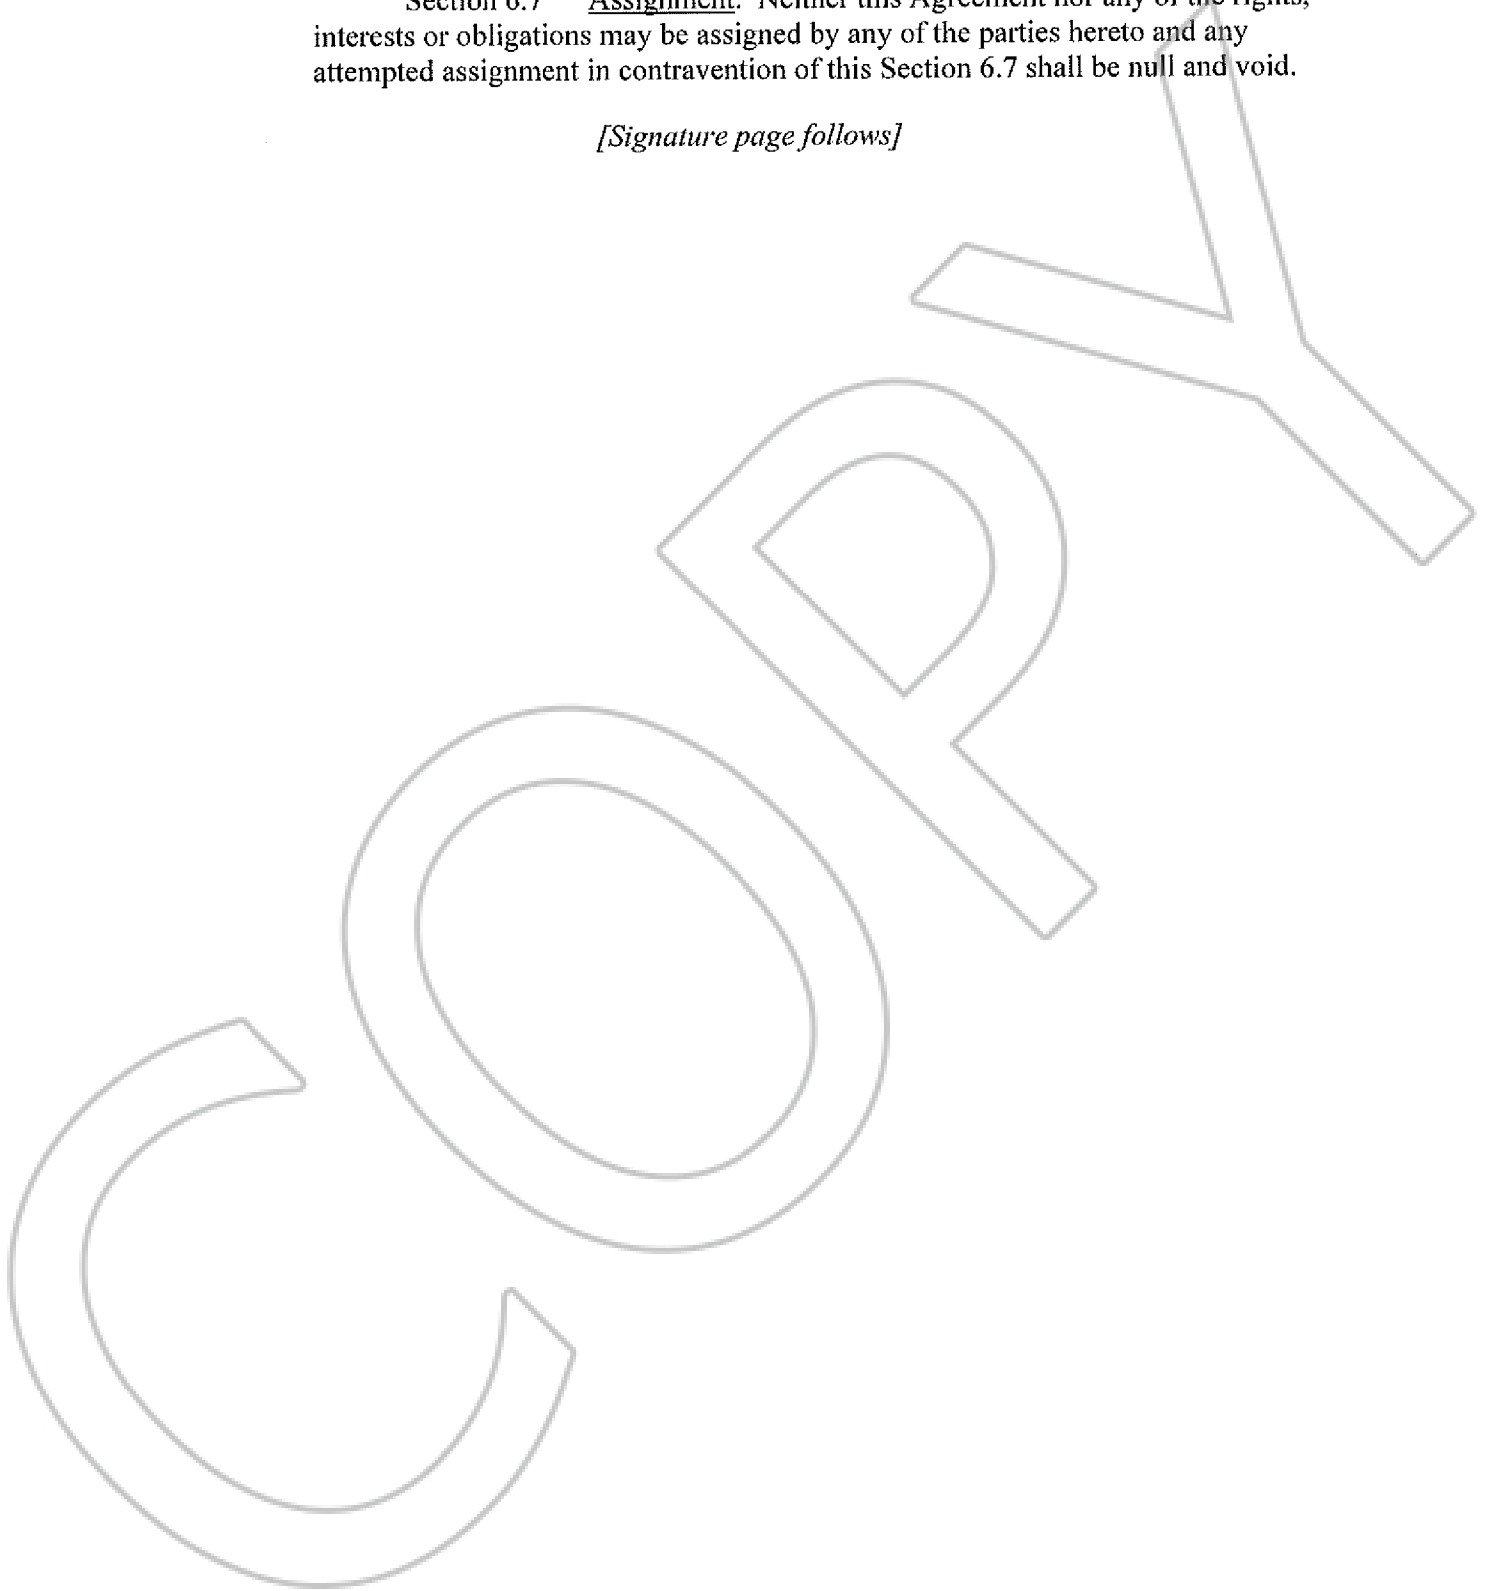 Section 6.7 Assignment. Neither this Agreement nor any of the rights,
interests or obligations may be assigned by any of the parties hereto and any
attempted assignment in contravention of this Section 6.7 shall be null and void.
[Signature page follows]
COPY